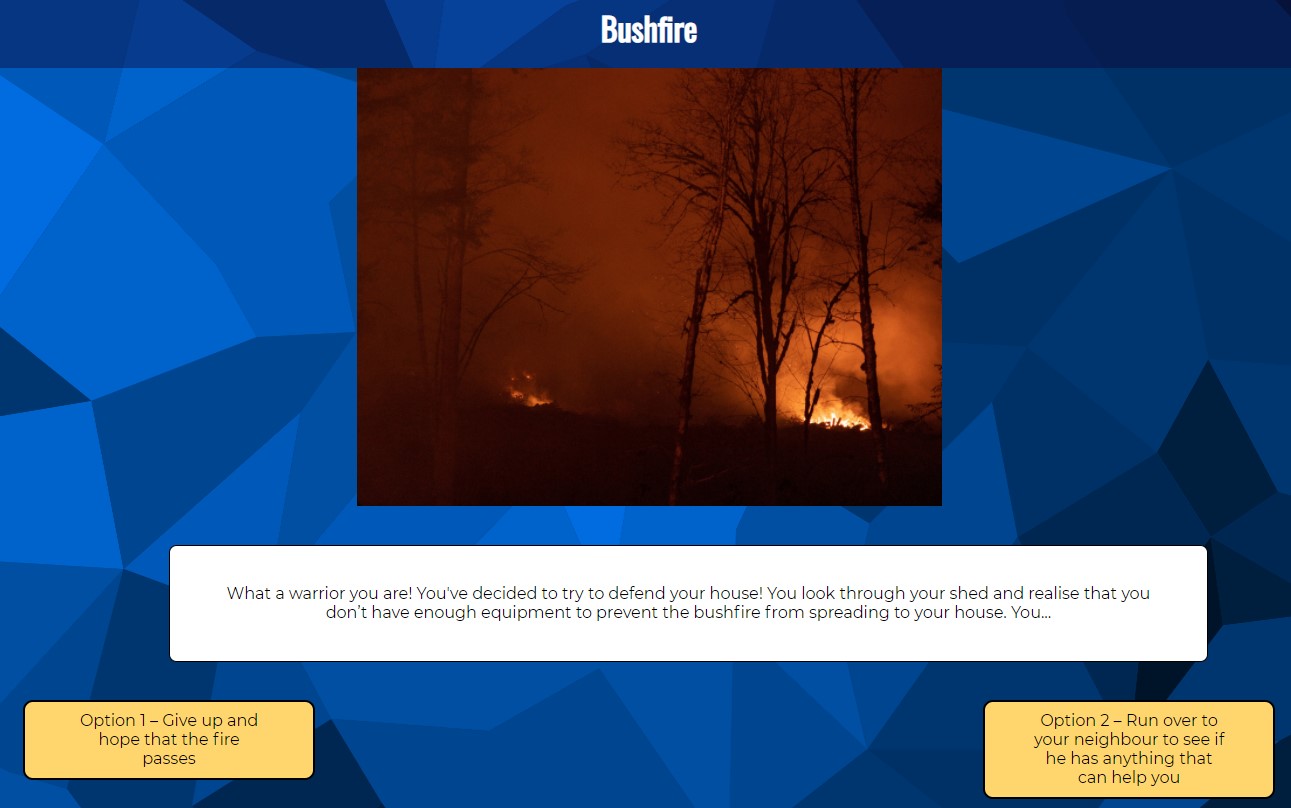 Bushfire
What a warrior you are! You've decided to try to defend your house! You look through your shed and realise that you
don’t have enough equipment to prevent the bushfire from spreading to your house. You...
Option 1 – Give up and
hope that the fire
passes
Option 2 – Run over to
your neighbour to see if
he has anything that
can help you